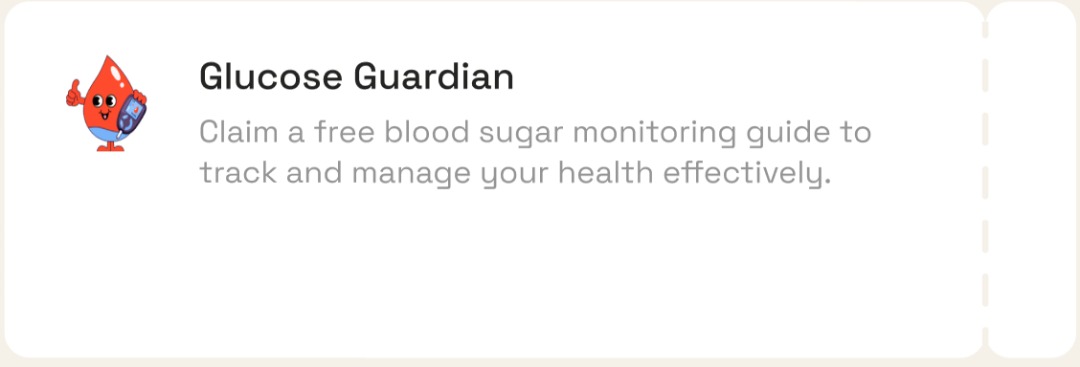 Glucose Guardian
Claim a free blood sugar monitoring guide to
track and manage your health effectively.